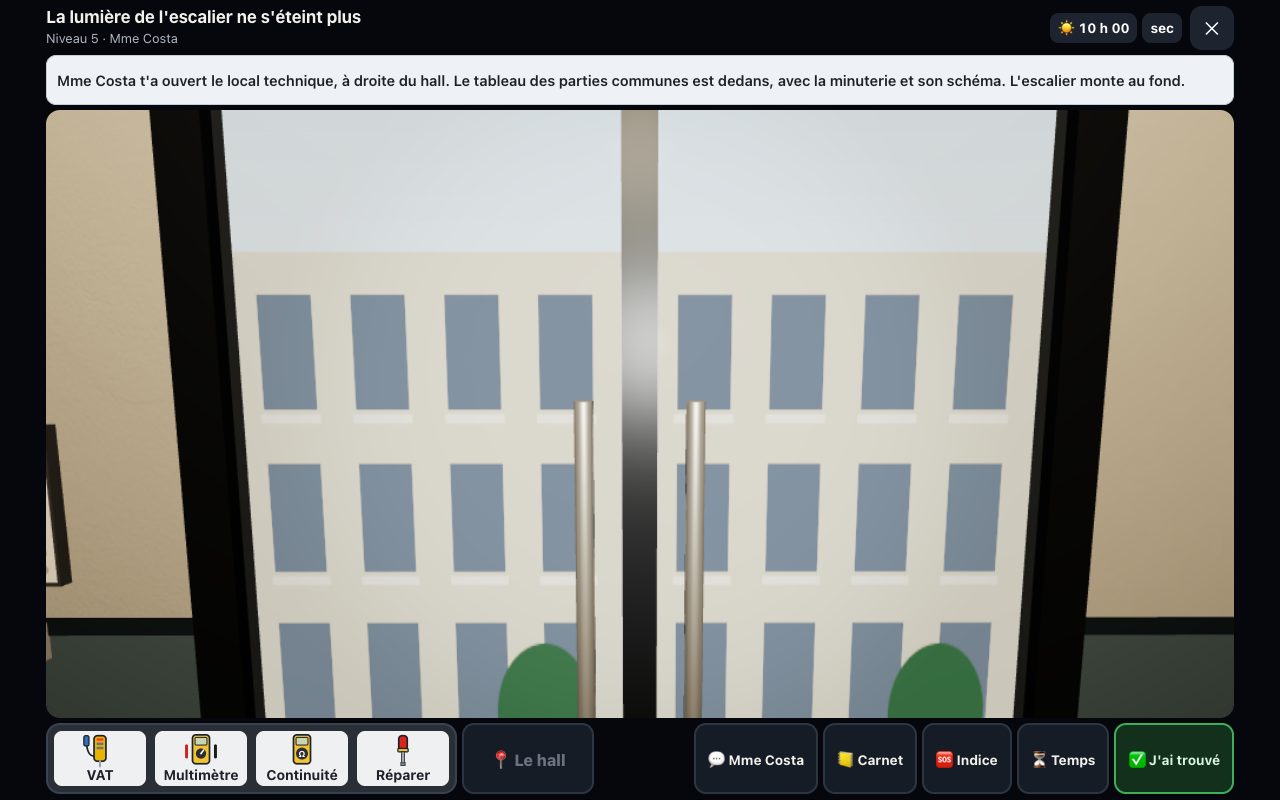 La lumière de l'escalier ne s'éteint plus
Niveau 5 · Mme Costa
☀️ 10 h 00
sec
Mme Costa t'a ouvert le local technique, à droite du hall. Le tableau des parties communes est dedans, avec la minuterie et son schéma. L'escalier monte au fond.
VAT
Multimètre
Continuité
Réparer
📍 Le hall
💬 Mme Costa
📒 Carnet
🆘 Indice
⏳ Temps
✅ J'ai trouvé